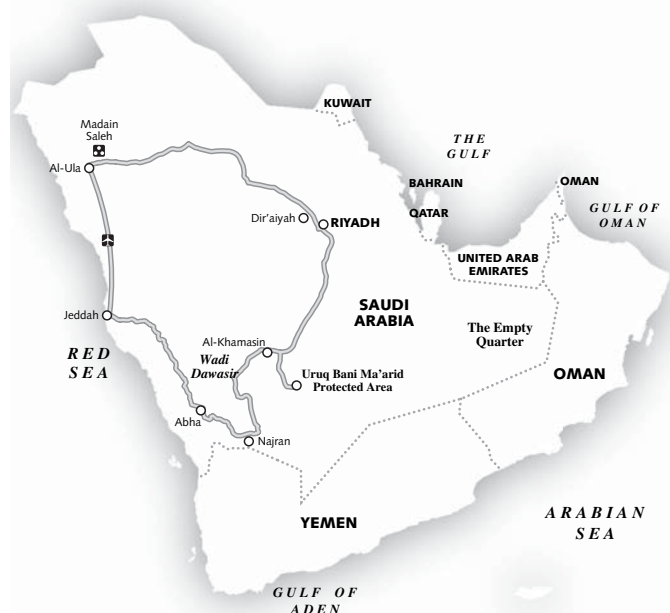 KUWAIT
Madain
Saleh
THE
GULF
Al-Ula
BAHRAIN
OMAN
QATAR
GULF OF
OMAN
Dir'aiyah
RIYADH
UNITED ARAB
EMIRATES
SAUDI
ARABIA
Jeddah
The Empty
Quarter
Al-Khamasin
RED
SEA
Wadi
Dawasir
Uruq Bani Ma'arid
Protected Area
OMAN
Abha
Najran
YEMEN
ARABIAN
SEA
GULF OF
ADEN